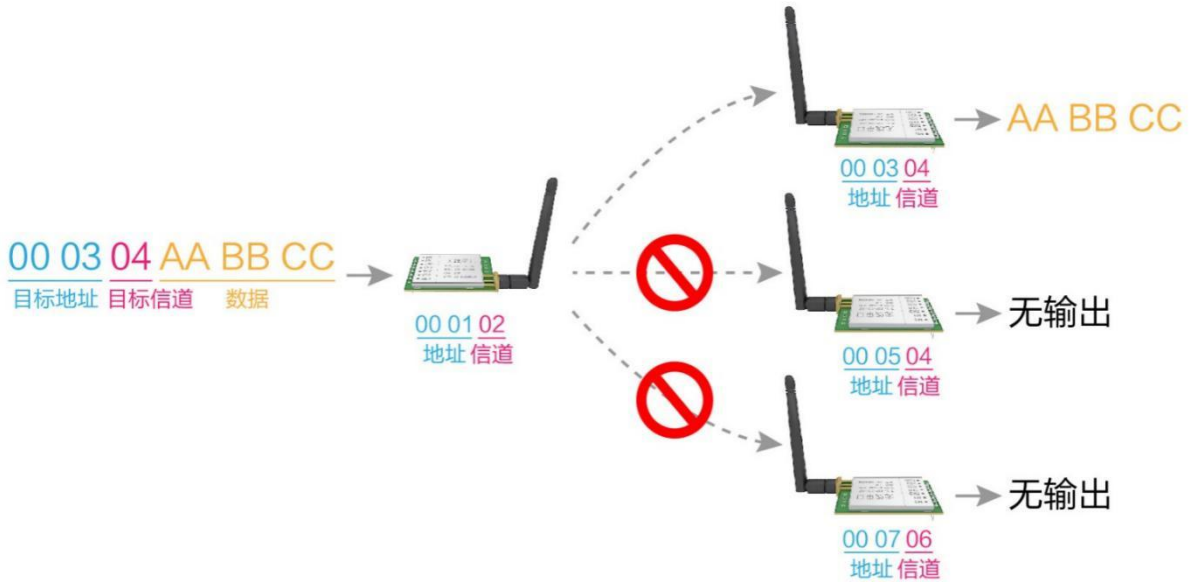 00 03 04 AA BB CC
目标地址 目标信道 数据
00 01 02
地址 信道
AA BB CC
00 03 04
地址 信道
无输出
00 05 04
地址 信道
无输出
00 07 06
地址 信道